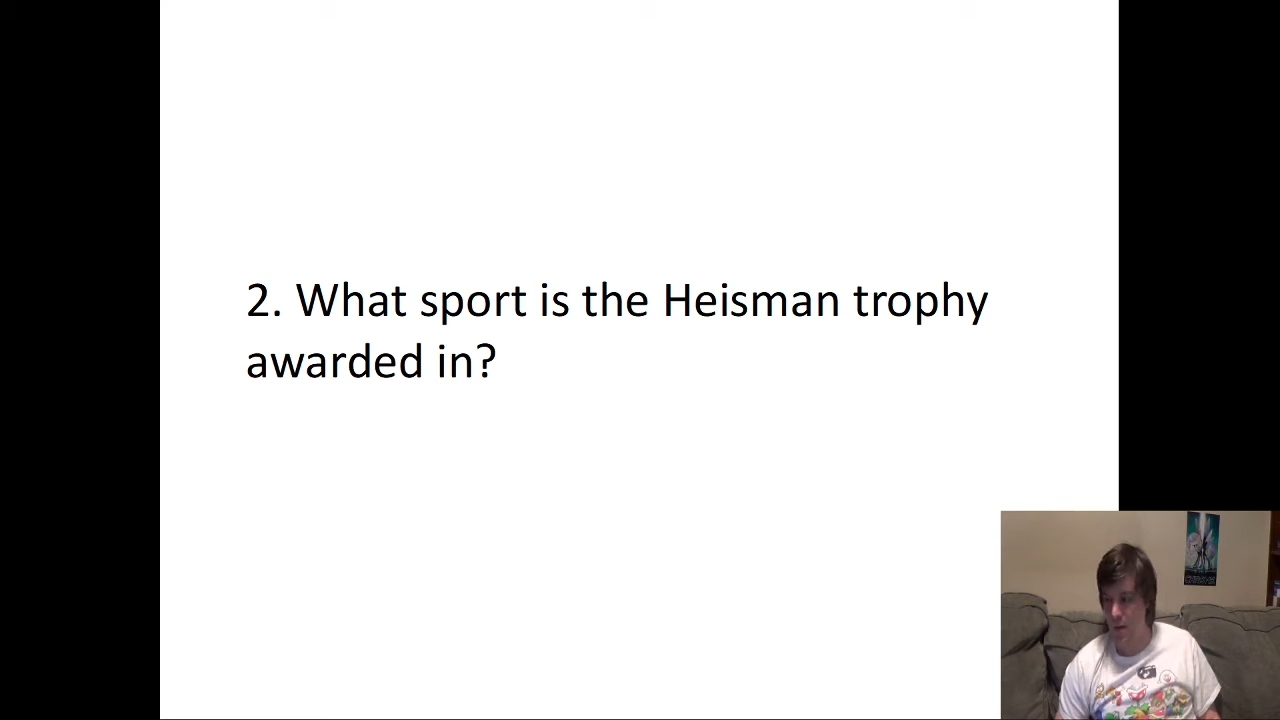 2. What sport is the Heisman trophy
awarded in?